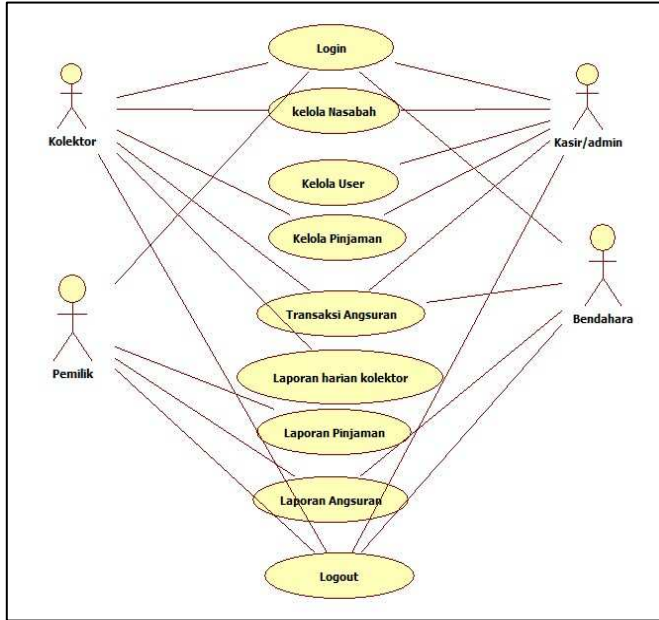 Login
kelola Nasabah
Kolektor
Kasir/admin
Kelola User
Kelola Pinjaman
Transaksi Angsuran
Bendahara
Pemilik
Laporan harian kolektor
Laporan Pinjaman
Laporan Angsuran
Logout